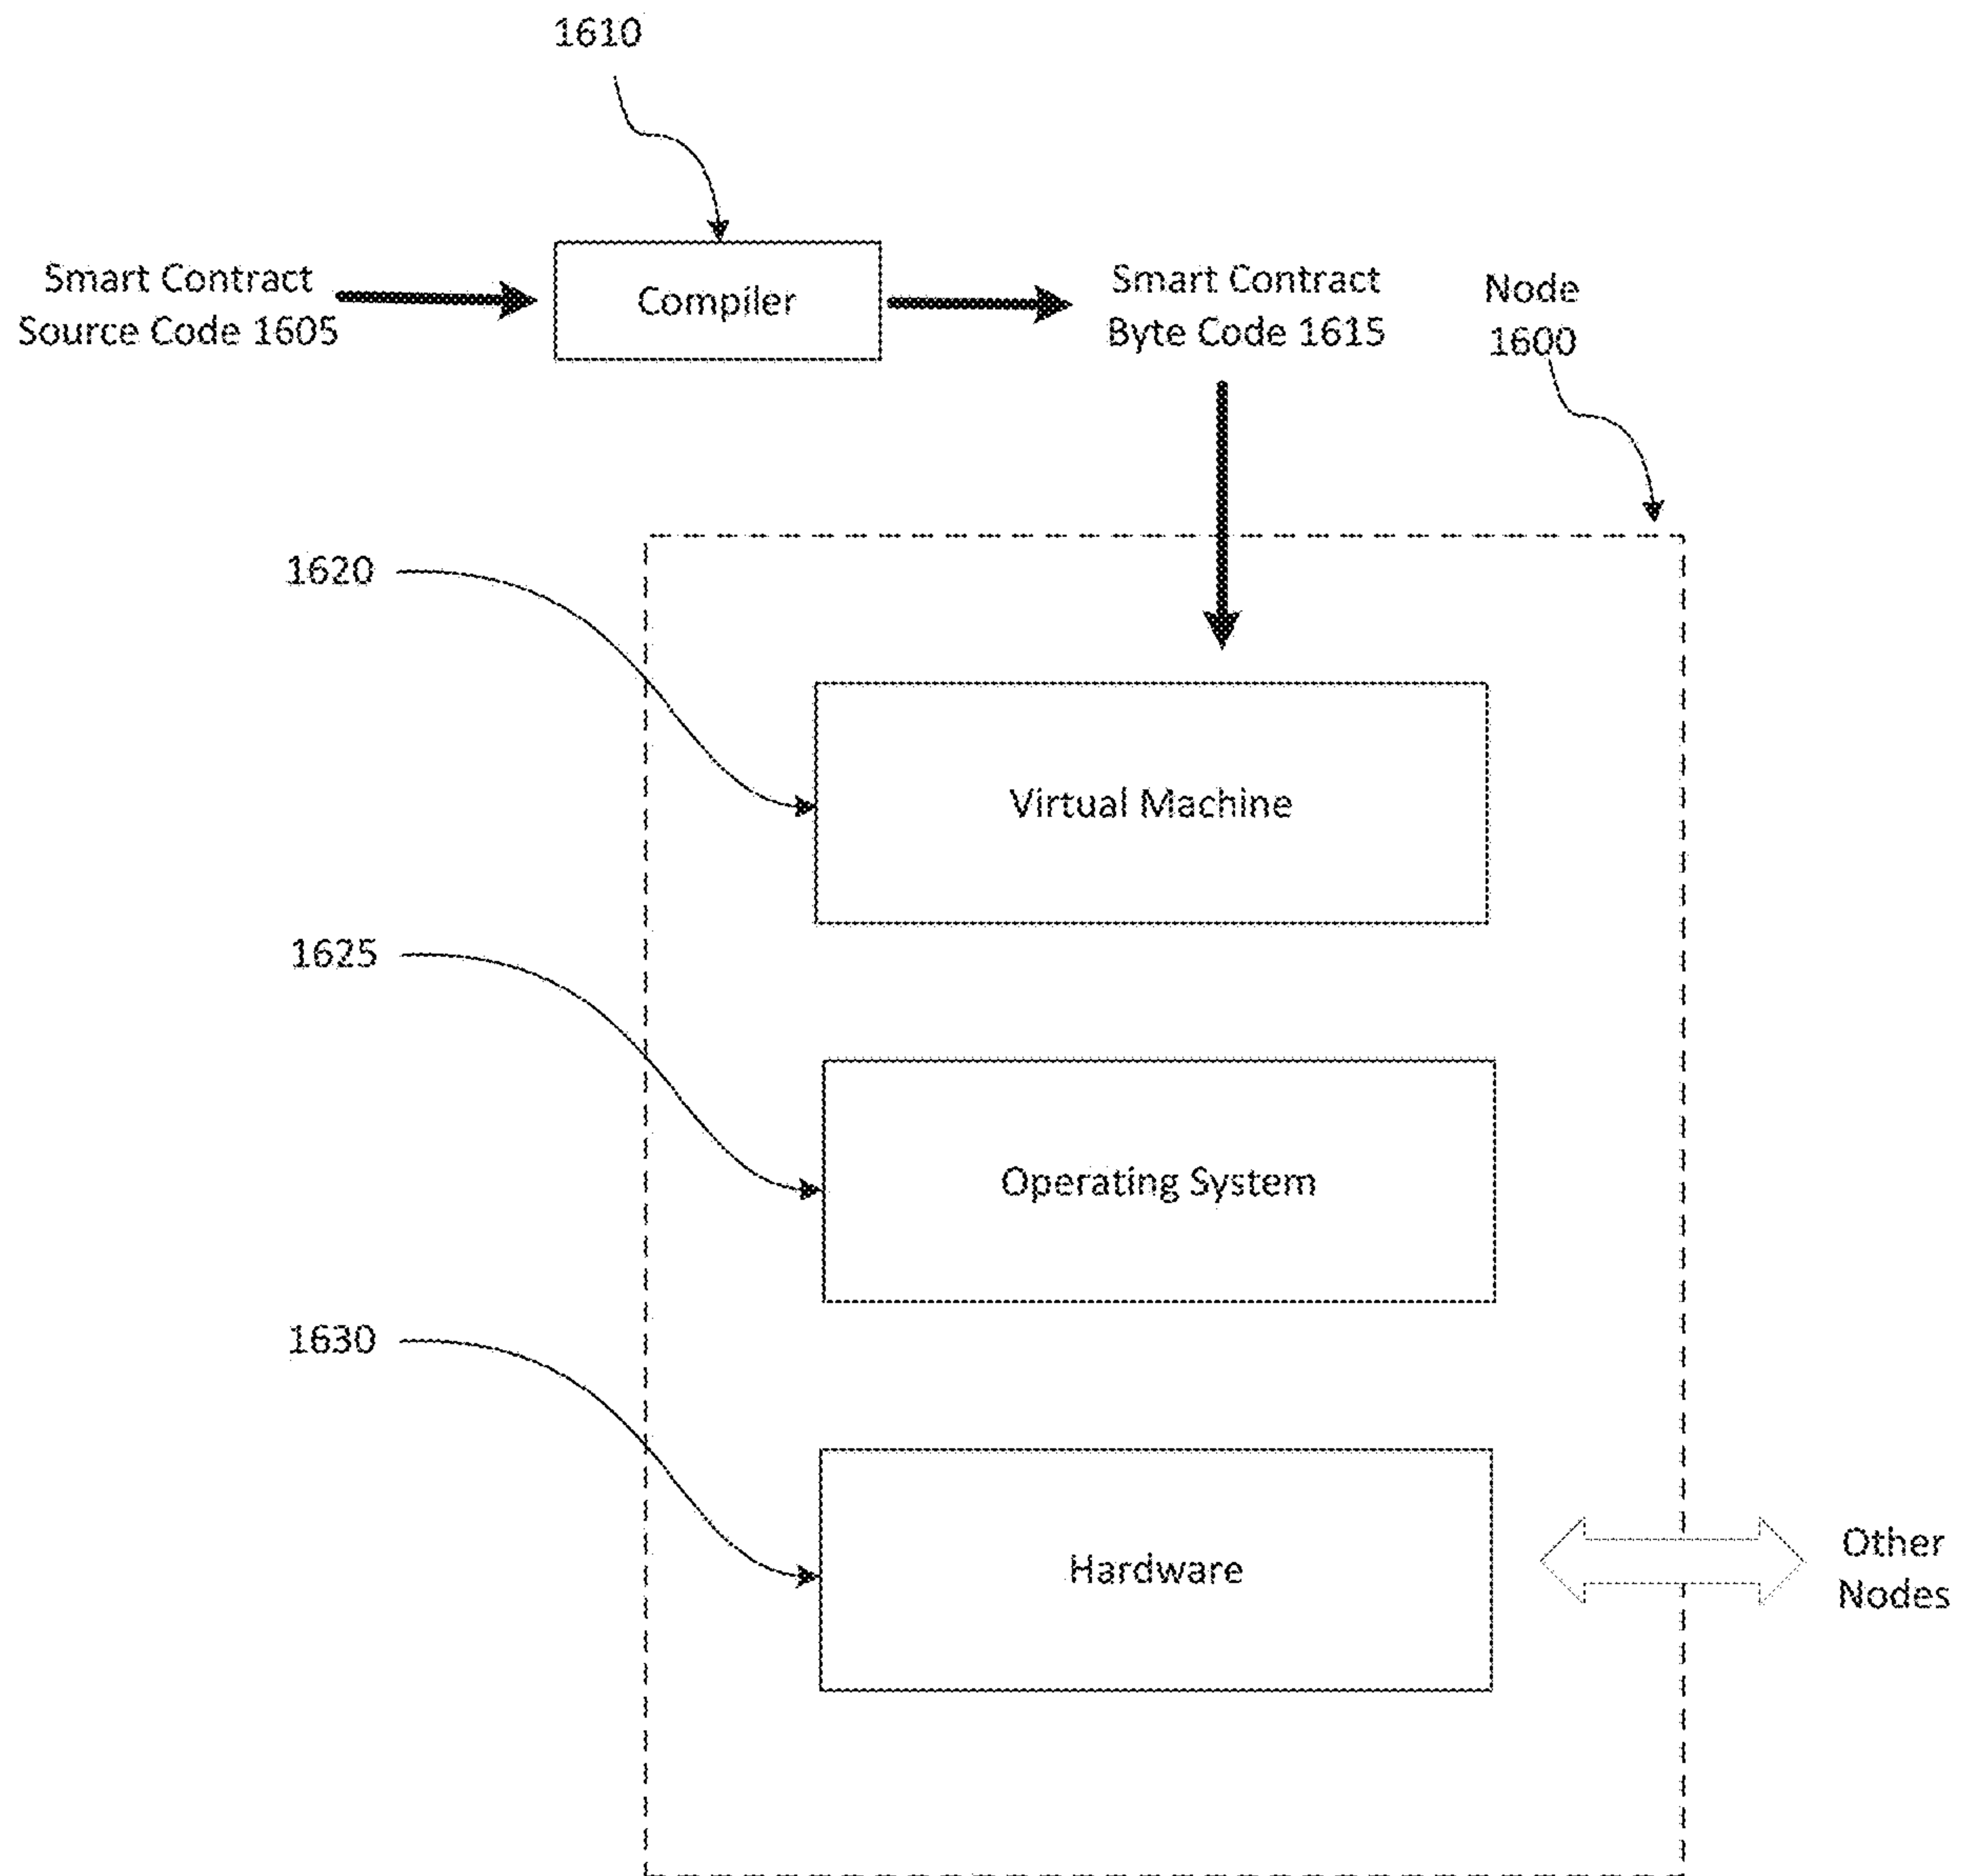 1610
Smart Contract
Source Code 1605
Compiler
Smart Contract
Byte Code 1615
Node
1600
1620
Virtual Machine
1625
Operating System
1630
Hardware
Other
Nodes